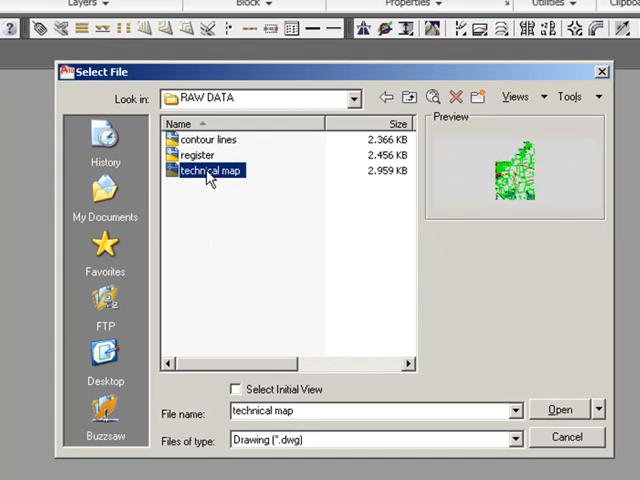 Layers
Block
Properties
Utilities
Clipbo
Select File
Look in: RAW DATA
Views
Tools
Name
Size
Preview
History
My Documents
Favorites
FTP
Desktop
Buzzsaw
contour lines 2.366 KB
register 2.456 KB
technical map 2.959 KB
Select Initial View
File name: technical map
Open
Files of type: Drawing (*.dwg)
Cancel